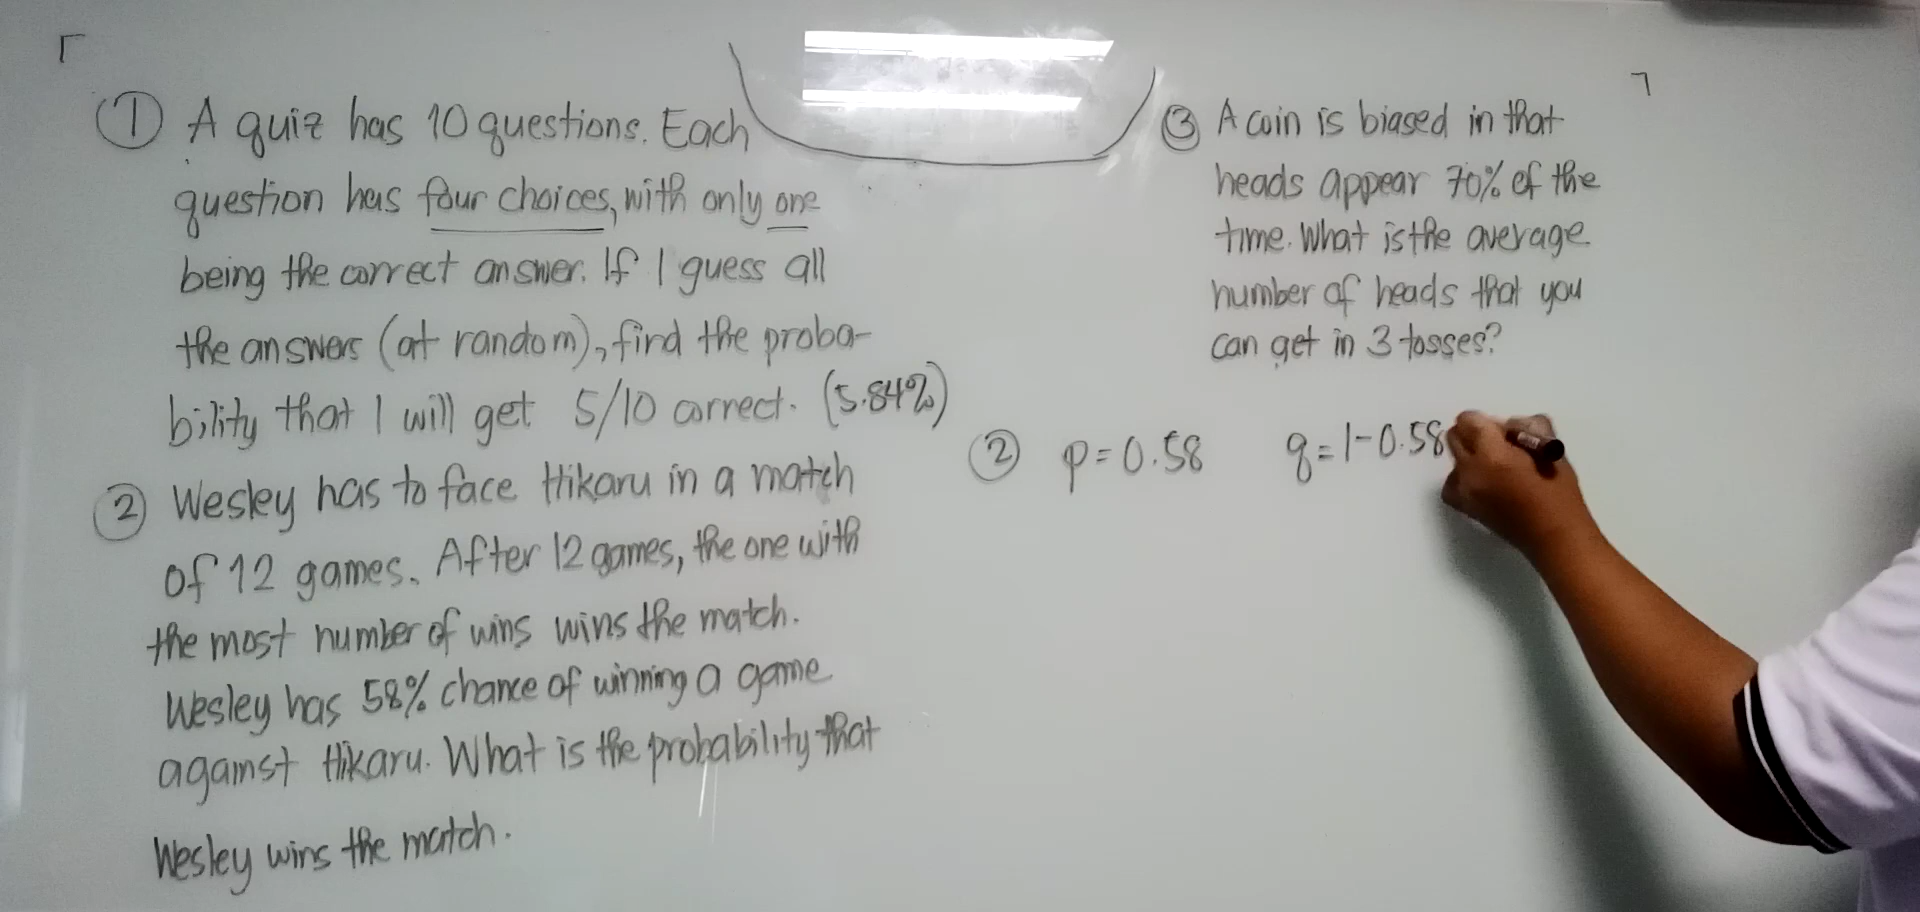 ① A quiz has 10 questions. Each
question has four choices, with only one
being the correct answer. If I guess all
the answers (at random), find the proba-
bility that I will get 5/10 correct. (5.84%)
② Wesley has to face Hikaru in a match
of 12 games. After 12 games, the one with
the most number of wins wins the match.
Wesley has 58% chance of winning a game
against Hikaru. What is the probability that
Wesley wins the match.
③ A coin is biased in that
heads appear 70% of the
time. What is the average
number of heads that you
can get in 3 tosses?
② p=0.58 q=1-0.58